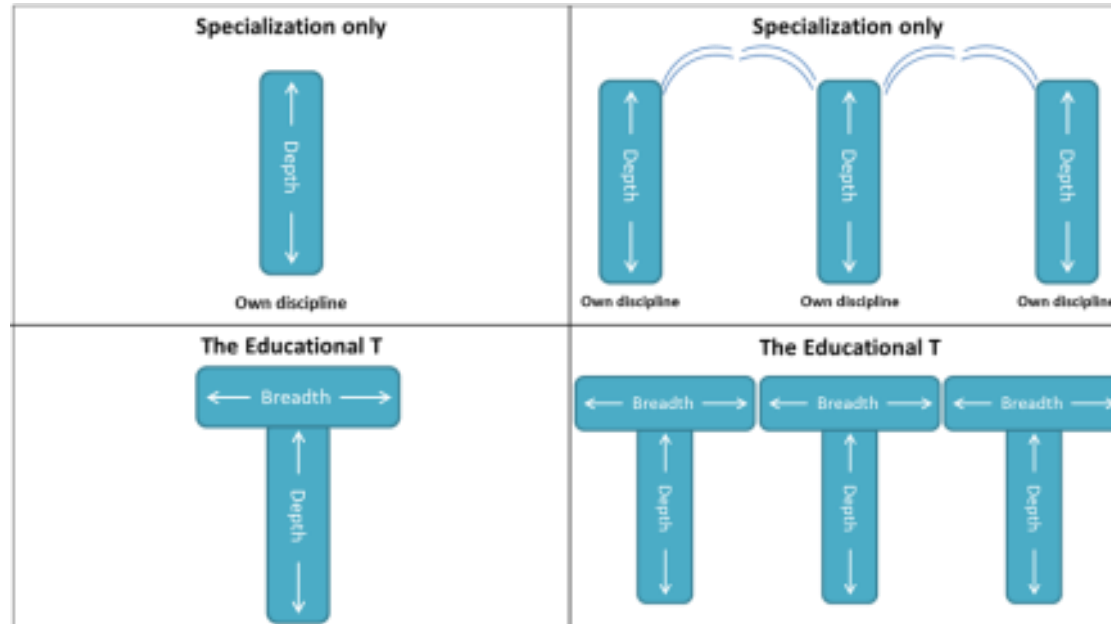 Specialization only
Depth
Own discipline
Specialization only
Depth
Depth
Depth
Own discipline
Own discipline
Own discipline
The Educational T
Breadth
Depth
The Educational T
Breadth
Breadth
Breadth
Depth
Depth
Depth